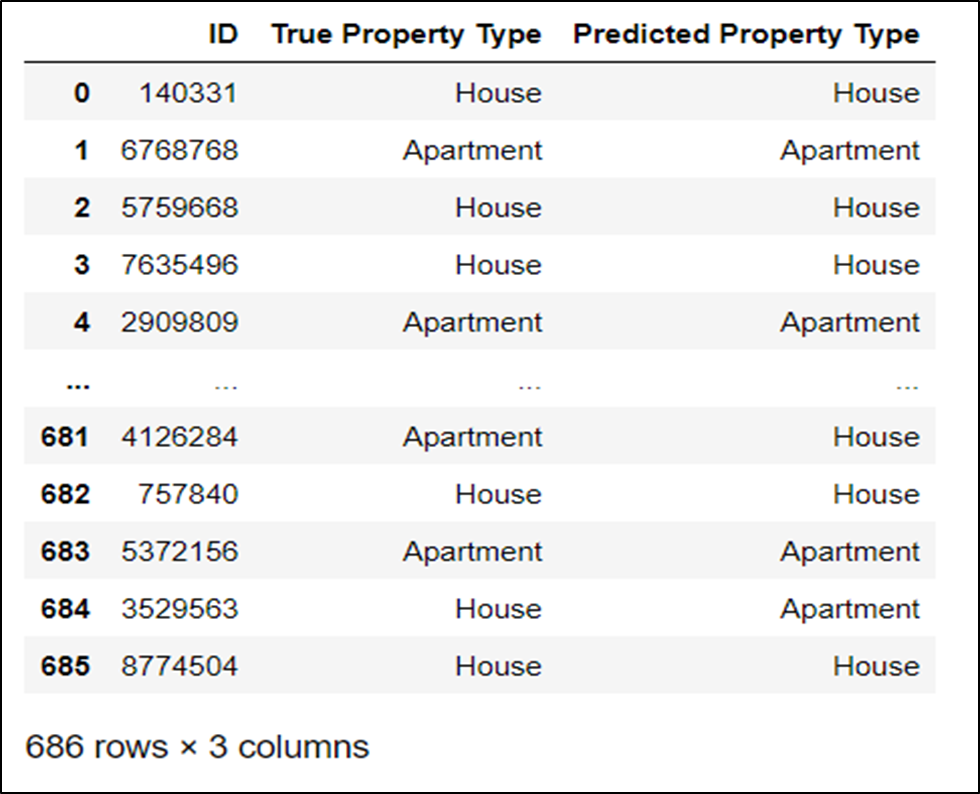 ID True Property Type Predicted Property Type
0 140331 House House
1 6768768 Apartment Apartment
2 5759668 House House
3 7635496 House House
4 2909809 Apartment Apartment
... ... ... ...
681 4126284 Apartment House
682 757840 House House
683 5372156 Apartment Apartment
684 3529563 House Apartment
685 8774504 House House
686 rows × 3 columns